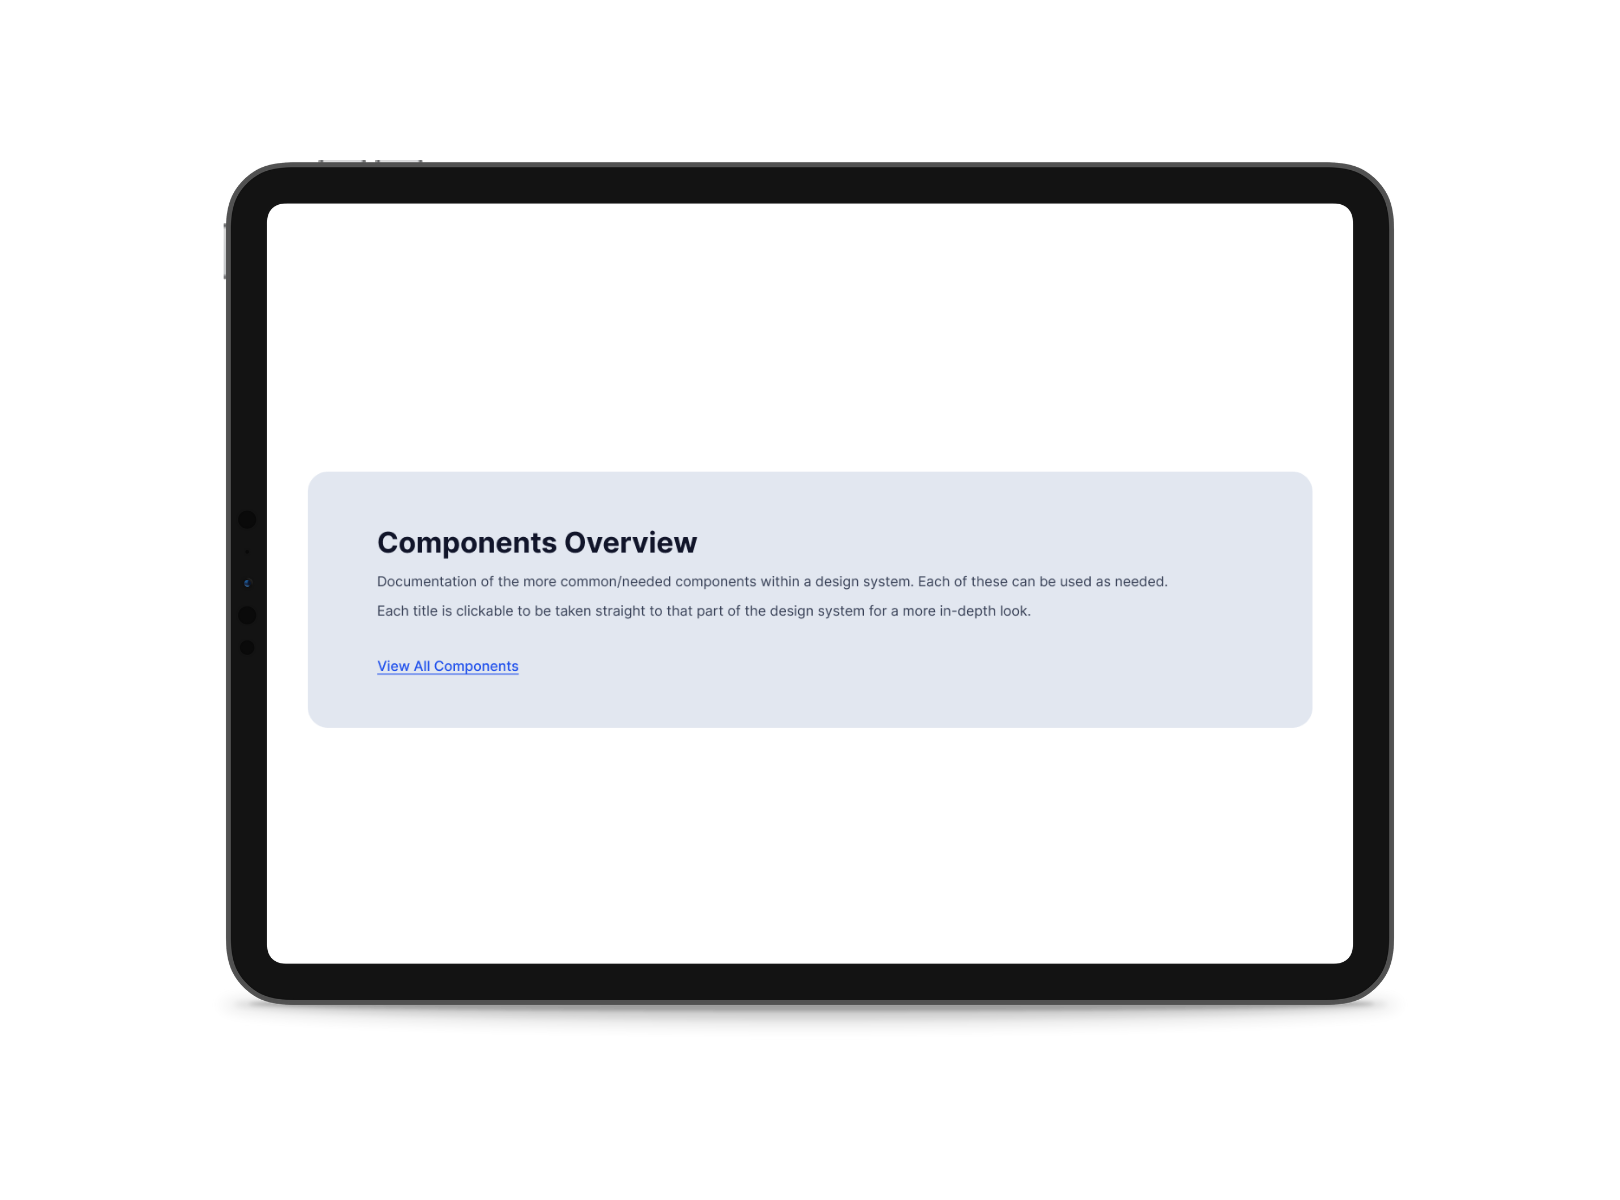 Components Overview
Documentation of the more common/needed components within a design system. Each of these can be used as needed.
Each title is clickable to be taken straight to that part of the design system for a more in-depth look.
View All Components